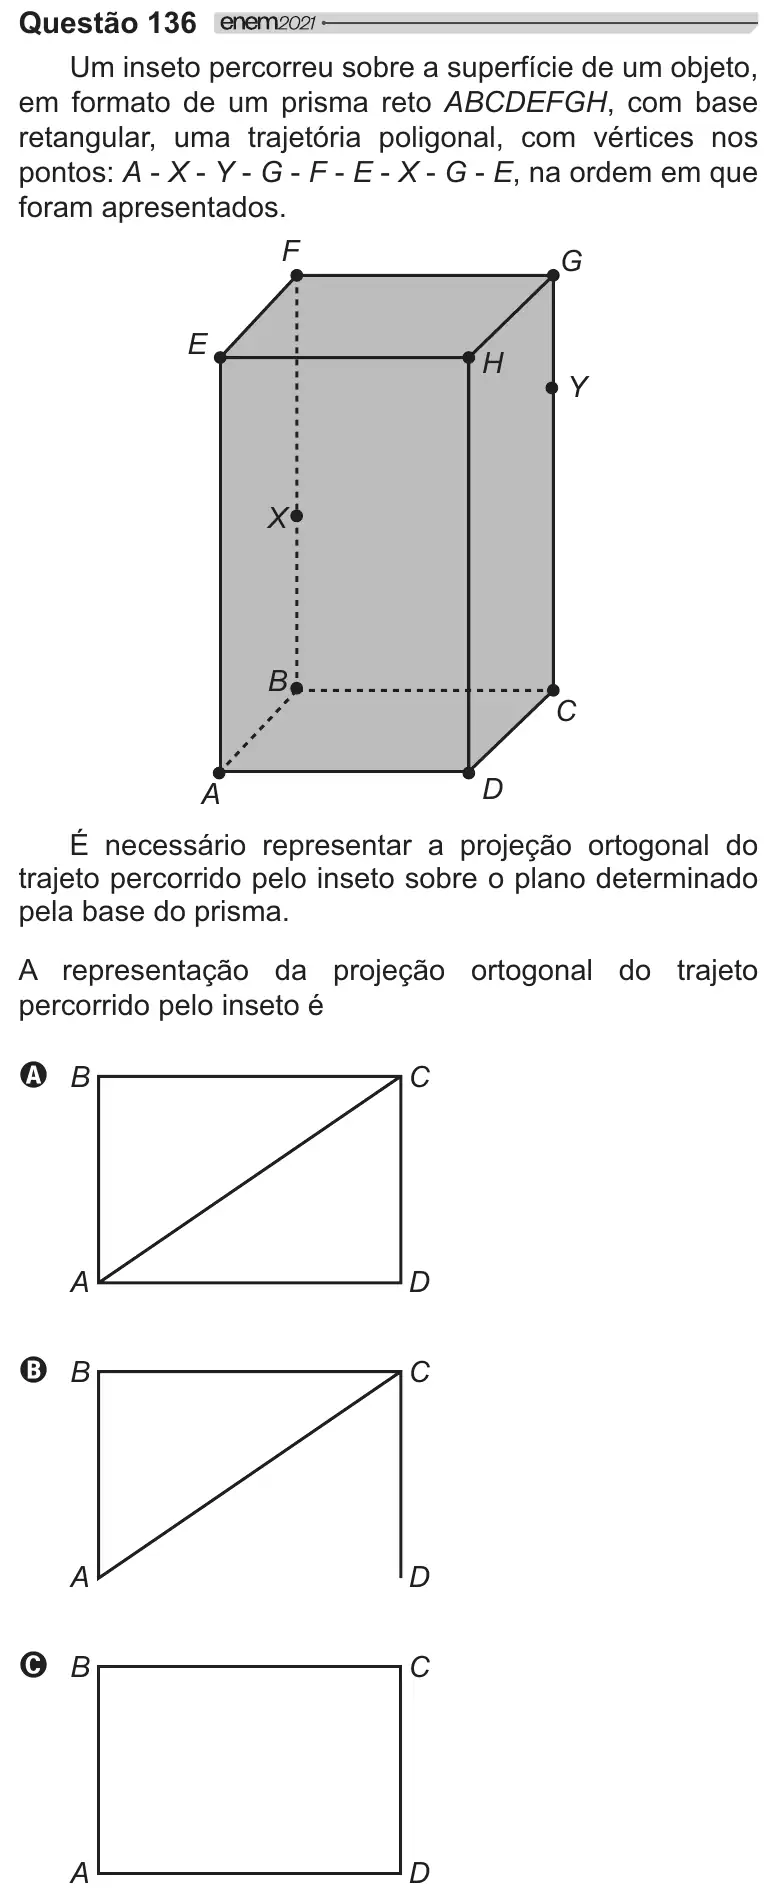 Questão 136 enem2021
Um inseto percorreu sobre a superfície de um objeto,
em formato de um prisma reto ABCDEFGH, com base
retangular, uma trajetória poligonal, com vértices nos
pontos: A - X - Y - G - F - E - X - G - E, na ordem em que
foram apresentados.
F
G
E
H
Y
X
B
C
A
D
É necessário representar a projeção ortogonal do
trajeto percorrido pelo inseto sobre o plano determinado
pela base do prisma.
A representação da projeção ortogonal do trajeto
percorrido pelo inseto é
A B C
A D
B B C
A D
C B C
A D